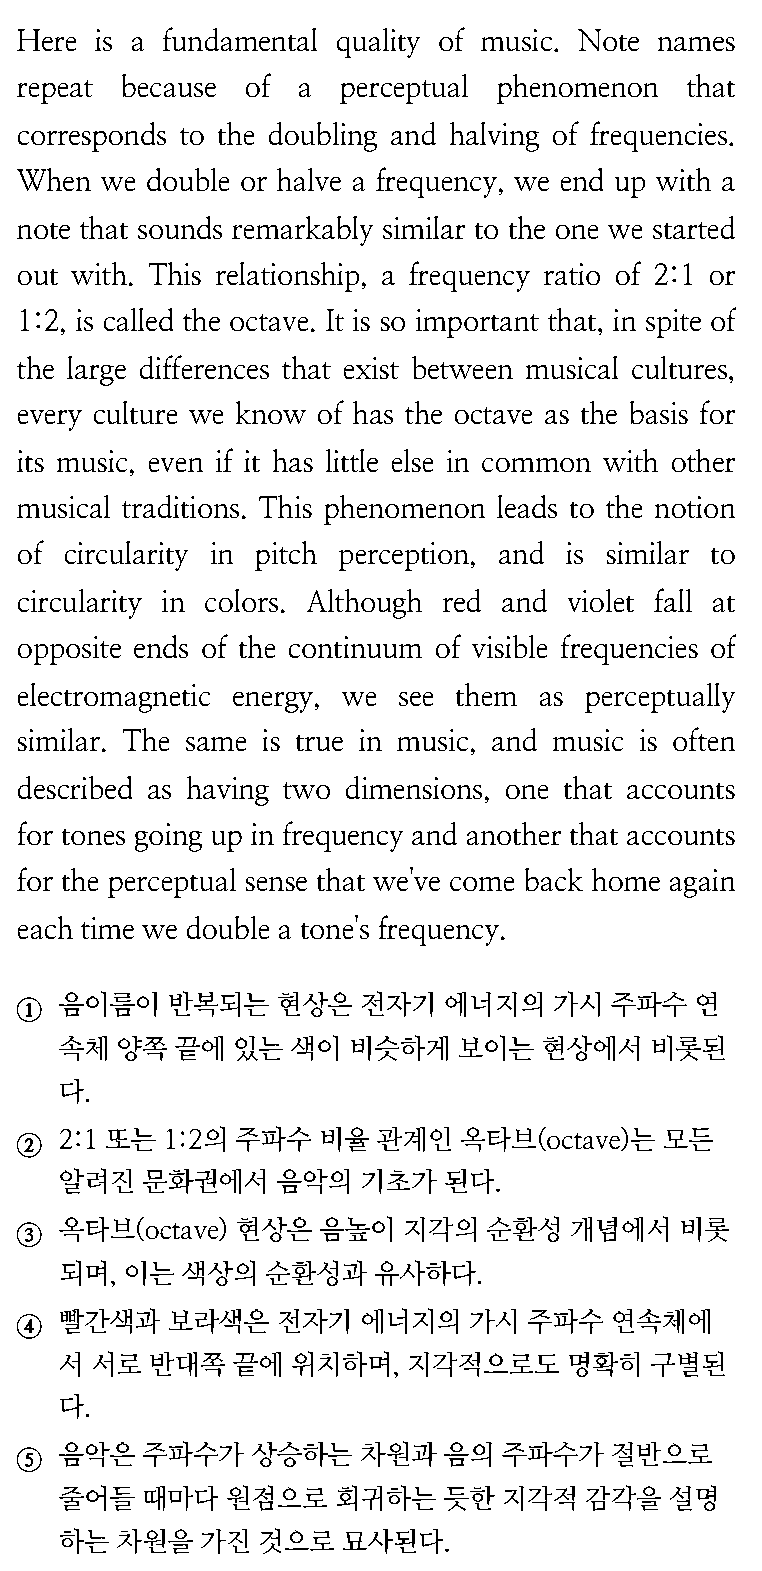 Here is a fundamental quality of music. Note names
repeat because of a perceptual phenomenon that
corresponds to the doubling and halving of frequencies.
When we double or halve a frequency, we end up with a
note that sounds remarkably similar to the one we started
out with. This relationship, a frequency ratio of 2:1 or
1:2, is called the octave. It is so important that, in spite of
the large differences that exist between musical cultures,
every culture we know of has the octave as the basis for
its music, even if it has little else in common with other
musical traditions. This phenomenon leads to the notion
of circularity in pitch perception, and is similar to
circularity in colors. Although red and violet fall at
opposite ends of the continuum of visible frequencies of
electromagnetic energy, we see them as perceptually
similar. The same is true in music, and music is often
described as having two dimensions, one that accounts
for tones going up in frequency and another that accounts
for the perceptual sense that we've come back home again
each time we double a tone's frequency.
① 음이름이 반복되는 현상은 전자기 에너지의 가시 주파수 연
속체 양쪽 끝에 있는 색이 비슷하게 보이는 현상에서 비롯된
다.
② 2:1 또는 1:2의 주파수 비율 관계인 옥타브(octave)는 모든
알려진 문화권에서 음악의 기초가 된다.
③ 옥타브(octave) 현상은 음높이 지각의 순환성 개념에서 비롯
되며, 이는 색상의 순환성과 유사하다.
④ 빨간색과 보라색은 전자기 에너지의 가시 주파수 연속체에
서 서로 반대쪽 끝에 위치하며, 지각적으로도 명확히 구별된
다.
⑤ 음악은 주파수가 상승하는 차원과 음의 주파수가 절반으로
줄어들 때마다 원점으로 회귀하는 듯한 지각적 감각을 설명
하는 차원을 가진 것으로 묘사된다.